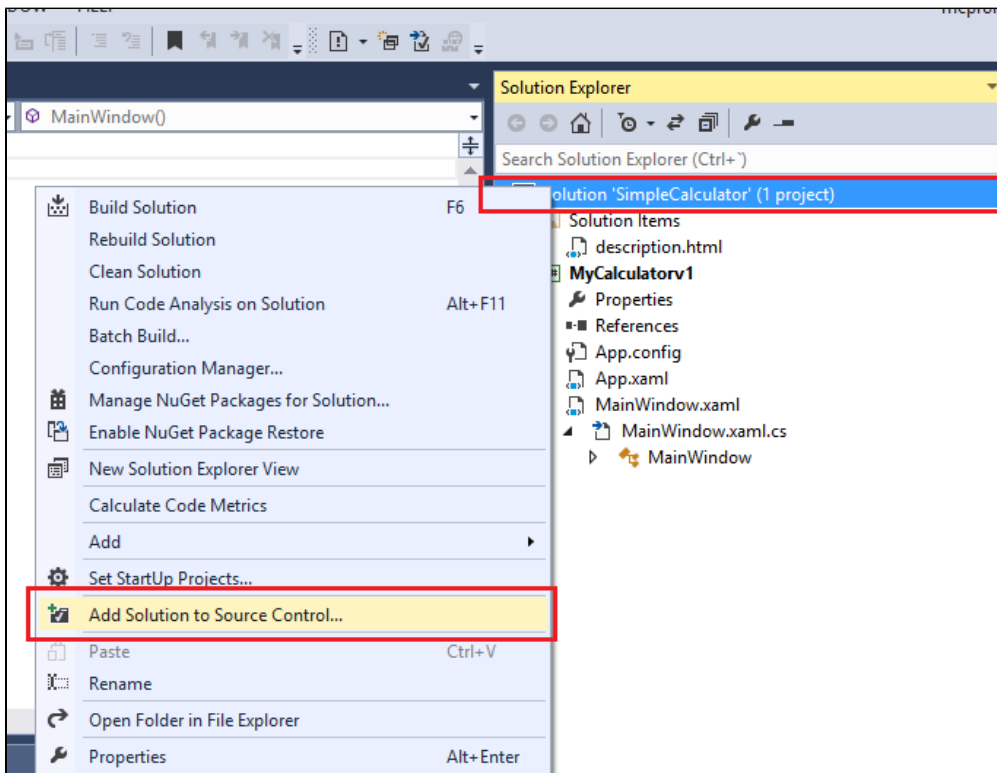 MainWindow()
Solution Explorer
Search Solution Explorer (Ctrl+`)
olution 'SimpleCalculator' (1 project)
Solution Items
description.html
MyCalculatorv1
Properties
References
App.config
App.xaml
MainWindow.xaml
MainWindow.xaml.cs
MainWindow
Build Solution F6
Rebuild Solution
Clean Solution
Run Code Analysis on Solution Alt+F11
Batch Build...
Configuration Manager...
Manage NuGet Packages for Solution...
Enable NuGet Package Restore
New Solution Explorer View
Calculate Code Metrics
Add
Set StartUp Projects...
Add Solution to Source Control...
Paste Ctrl+V
Rename
Open Folder in File Explorer
Properties Alt+Enter